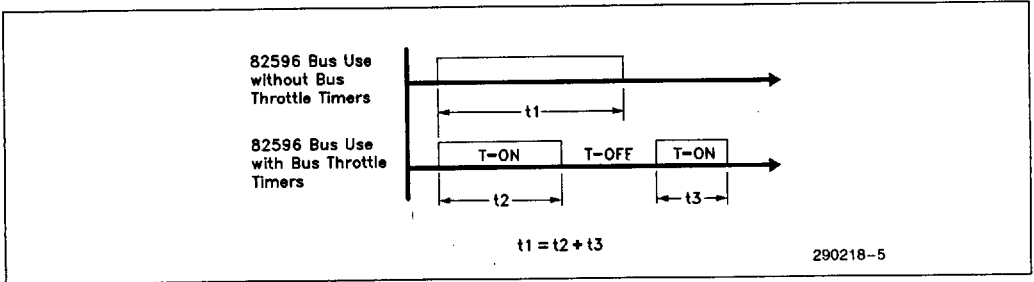 82596 Bus Use
without Bus
Throttle Timers
t1
82596 Bus Use
with Bus Throttle
Timers
T-ON
T-OFF
T-ON
t2
t3
t1 = t2 + t3
290218-5